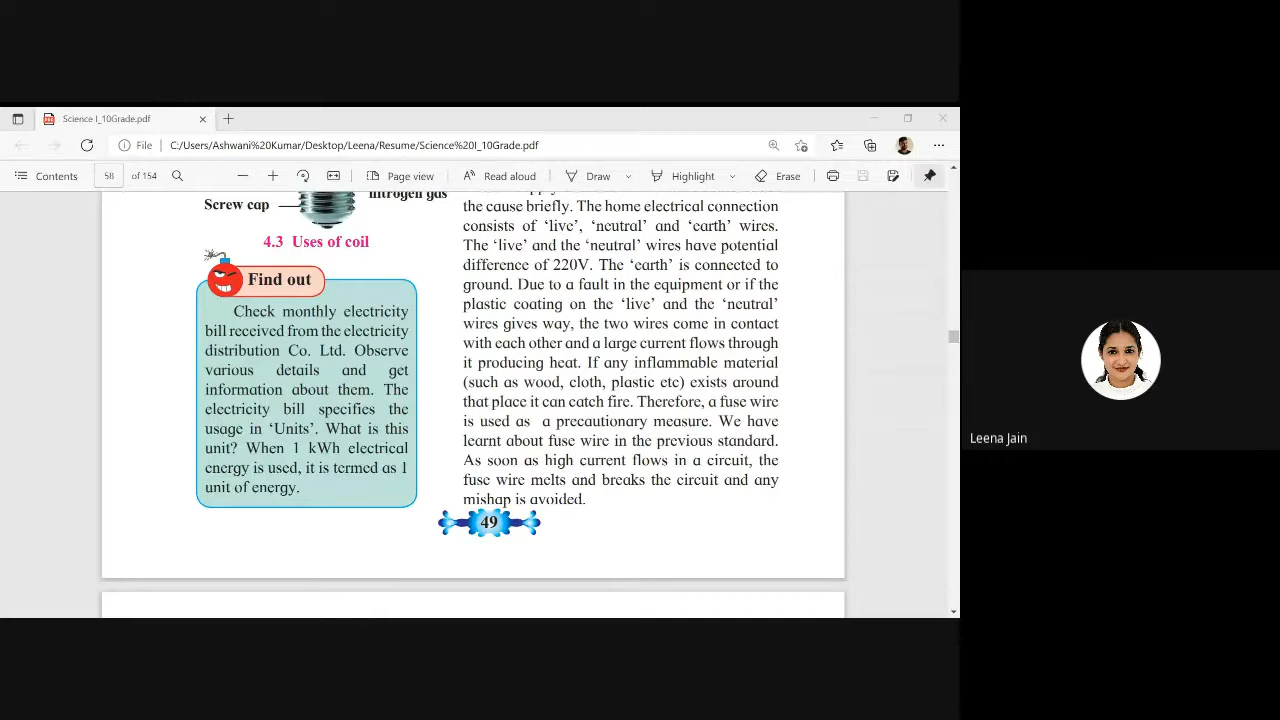 Science I_10Grade.pdf
File
C:/Users/Ashwani%20Kumar/Desktop/Leena/Resume/Science%20I_10Grade.pdf
Contents
58
of 154
Page view
Read aloud
Draw
Highlight
Erase
nitrogen gas
Screw cap
4.3 Uses of coil
Find out
Check monthly electricity
bill received from the electricity
distribution Co. Ltd. Observe
various details and get
information about them. The
electricity bill specifies the
usage in ‘Units’. What is this
unit? When 1 kWh electrical
energy is used, it is termed as 1
unit of energy.
the cause briefly. The home electrical connection
consists of ‘live’, ‘neutral’ and ‘earth’ wires.
The ‘live’ and the ‘neutral’ wires have potential
difference of 220V. The ‘earth’ is connected to
ground. Due to a fault in the equipment or if the
plastic coating on the ‘live’ and the ‘neutral’
wires gives way, the two wires come in contact
with each other and a large current flows through
it producing heat. If any inflammable material
(such as wood, cloth, plastic etc) exists around
that place it can catch fire. Therefore, a fuse wire
is used as a precautionary measure. We have
learnt about fuse wire in the previous standard.
As soon as high current flows in a circuit, the
fuse wire melts and breaks the circuit and any
mishap is avoided.
49
Leena Jain